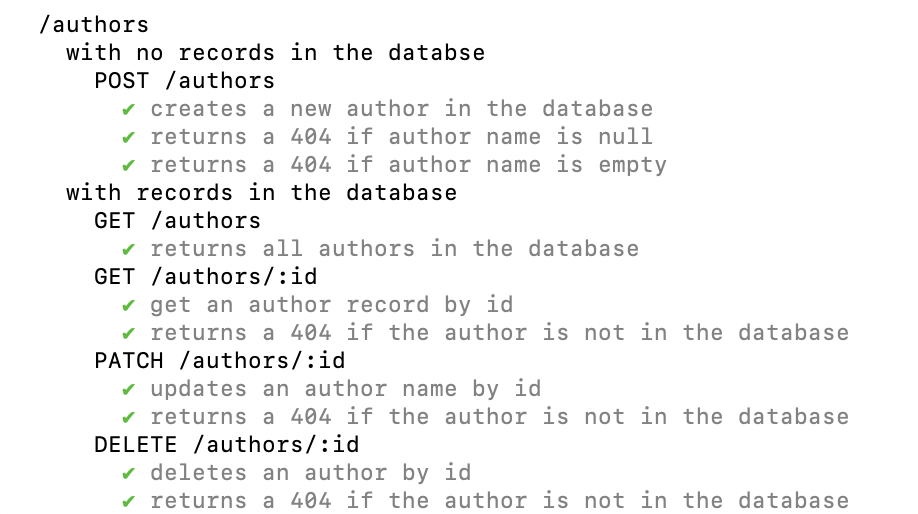 /authors
with no records in the databse
POST /authors
✔ creates a new author in the database
✔ returns a 404 if author name is null
✔ returns a 404 if author name is empty
with records in the database
GET /authors
✔ returns all authors in the database
GET /authors/:id
✔ get an author record by id
✔ returns a 404 if the author is not in the database
PATCH /authors/:id
✔ updates an author name by id
✔ returns a 404 if the author is not in the database
DELETE /authors/:id
✔ deletes an author by id
✔ returns a 404 if the author is not in the database